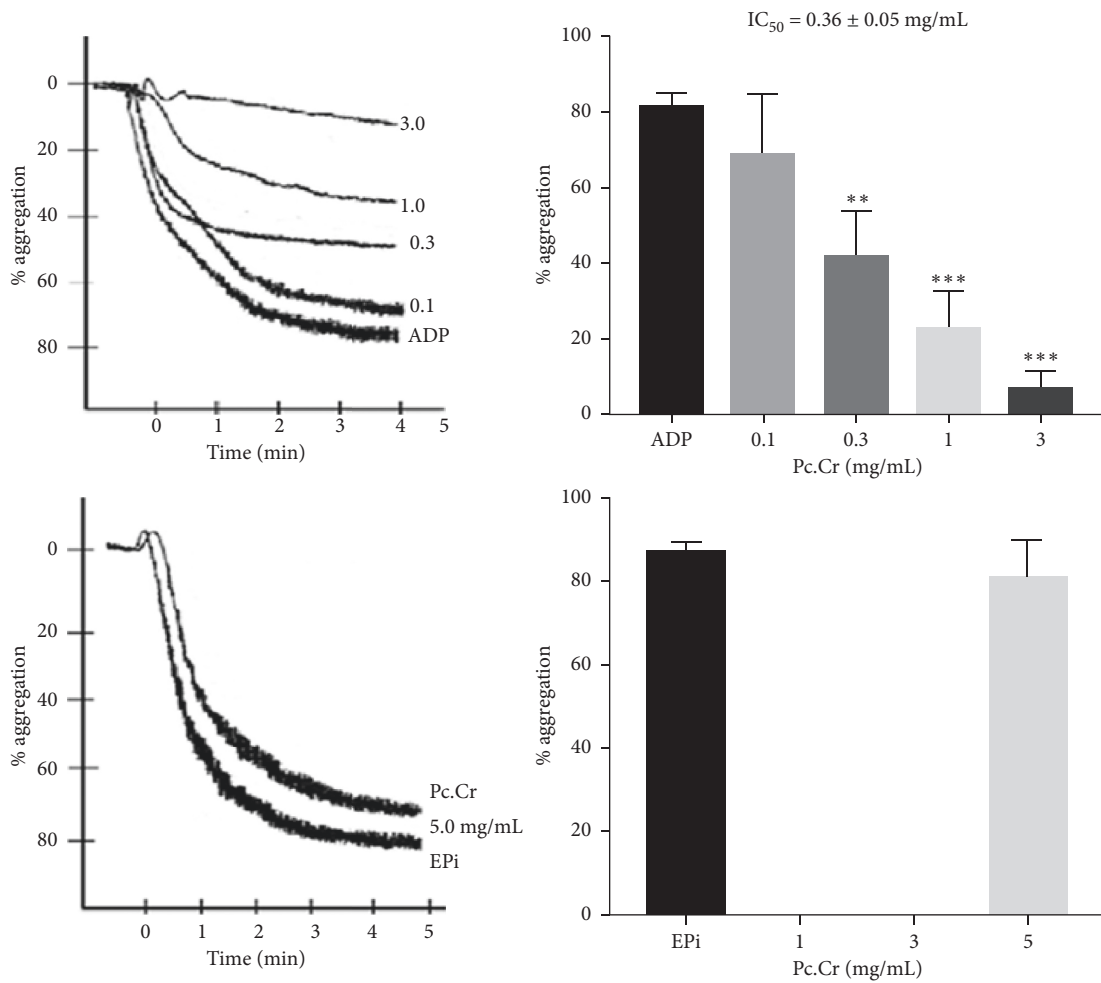 0
20
40
60
80
% aggregation
3.0
1.0
0.3
0.1
ADP
0 1 2 3 4 5
Time (min)
IC50 = 0.36 ± 0.05 mg/mL
100
80
60
40
20
0
% aggregation
**
***
***
ADP 0.1 0.3 1 3
Pc.Cr (mg/mL)
0
20
40
60
80
% aggregation
Pc.Cr
5.0 mg/mL
EPi
0 1 2 3 4 5
Time (min)
100
80
60
40
20
0
% aggregation
EPi 1 3 5
Pc.Cr (mg/mL)